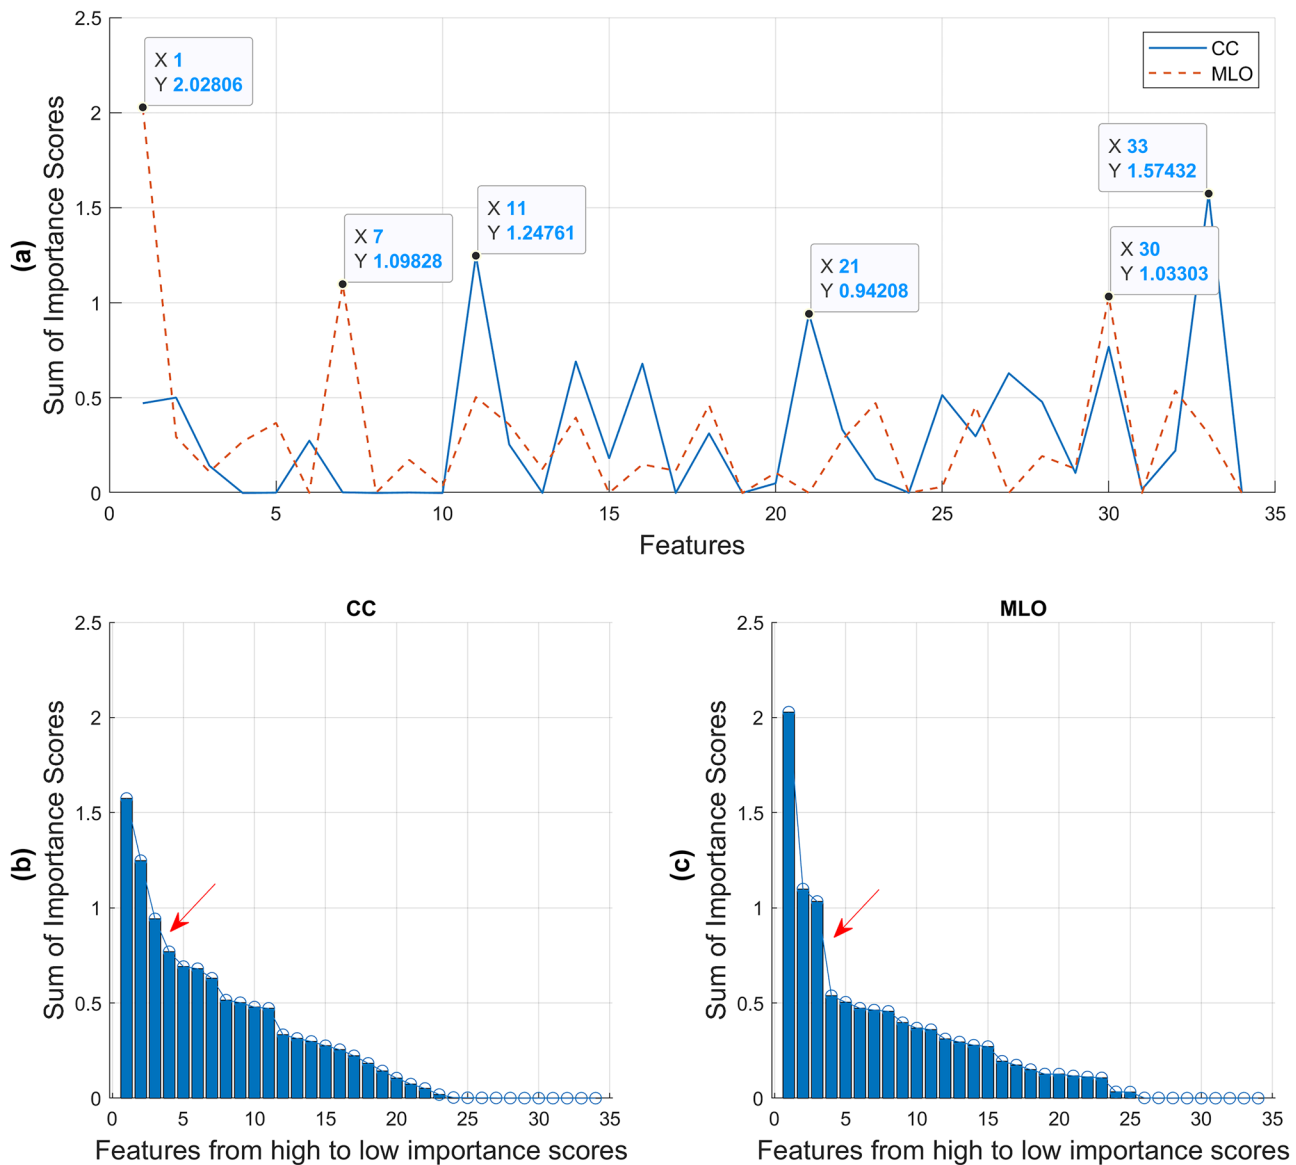 (a)
Sum of Importance Scores
2.5
2
1.5
1
0.5
0
X 1
Y 2.02806
X 7
Y 1.09828
X 11
Y 1.24761
X 21
Y 0.94208
X 33
Y 1.57432
X 30
Y 1.03303
CC
MLO
0 5 10 15 20 25 30 35
Features
(b)
Sum of Importance Scores
CC
2.5
2
1.5
1
0.5
0
0 5 10 15 20 25 30 35
Features from high to low importance scores
(c)
Sum of Importance Scores
MLO
2.5
2
1.5
1
0.5
0
0 5 10 15 20 25 30 35
Features from high to low importance scores